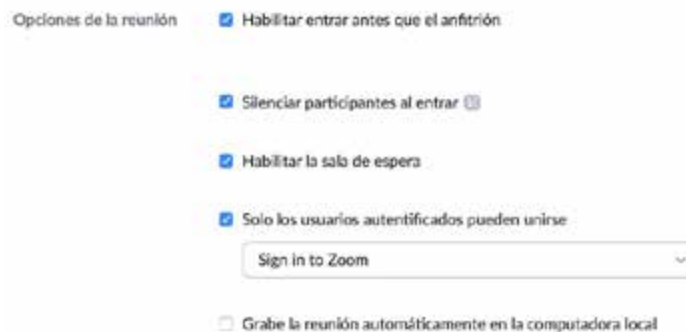 Opciones de la reunión
Habilitar entrar antes que el anfitrión
Silenciar participantes al entrar
Habilitar la sala de espera
Solo los usuarios autentificados pueden unirse
Sign in to Zoom
Grabe la reunión automáticamente en la computadora local